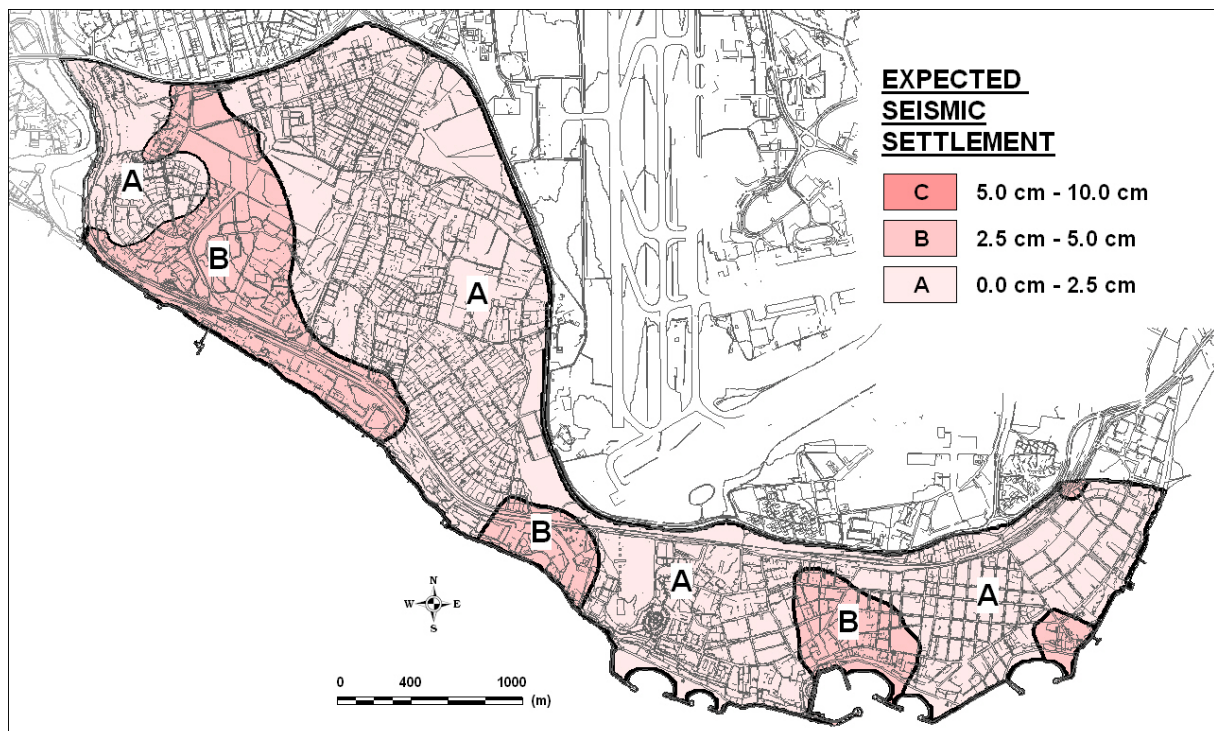 EXPECTED
SEISMIC
SETTLEMENT
C 5.0 cm - 10.0 cm
B 2.5 cm - 5.0 cm
A 0.0 cm - 2.5 cm
A
B
A
B
A
B
A
N
W E
S
0 400 1000
(m)